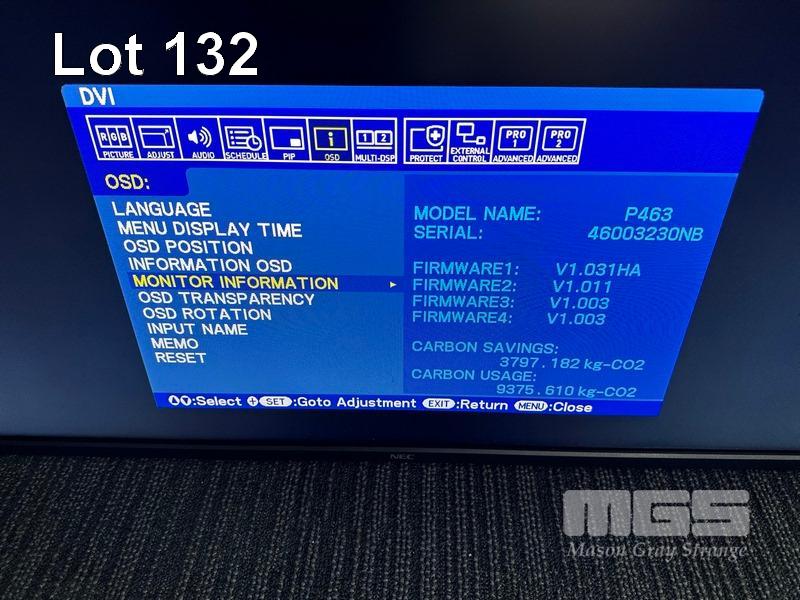 Lot 132
DVI
RGB 1 2 PRO 1 PRO 2
PICTURE ADJUST AUDIO SCHEDULE PIP OSD MULTI-DSP PROTECT EXTERNAL CONTROL ADVANCED ADVANCED
OSD:
LANGUAGE
MENU DISPLAY TIME
OSD POSITION
INFORMATION OSD
MONITOR INFORMATION
OSD TRANSPARENCY
OSD ROTATION
INPUT NAME
MEMO
RESET
MODEL NAME: P463
SERIAL: 46003230NB
FIRMWARE1: V1.031HA
FIRMWARE2: V1.011
FIRMWARE3: V1.003
FIRMWARE4: V1.003
CARBON SAVINGS:
3797.182 kg-CO2
CARBON USAGE:
9375.610 kg-CO2
:Select SET :Goto Adjustment EXIT :Return MENU :Close
NEC
MGS
Mason Gray Strange